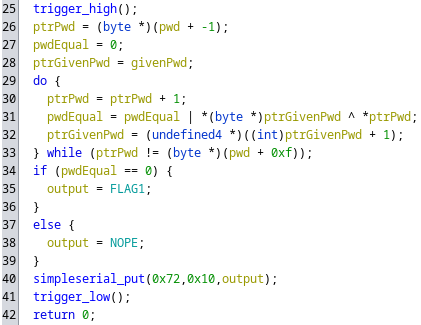 25 trigger_high();
26 ptrPwd = (byte *)(pwd + -1);
27 pwdEqual = 0;
28 ptrGivenPwd = givenPwd;
29 do {
30 ptrPwd = ptrPwd + 1;
31 pwdEqual = pwdEqual | *(byte *)ptrGivenPwd ^ *ptrPwd;
32 ptrGivenPwd = (undefined4 *)((int)ptrGivenPwd + 1);
33 } while (ptrPwd != (byte *)(pwd + 0xf));
34 if (pwdEqual == 0) {
35 output = FLAG1;
36 }
37 else {
38 output = NOPE;
39 }
40 simpleserial_put(0x72,0x10,output);
41 trigger_low();
42 return 0;